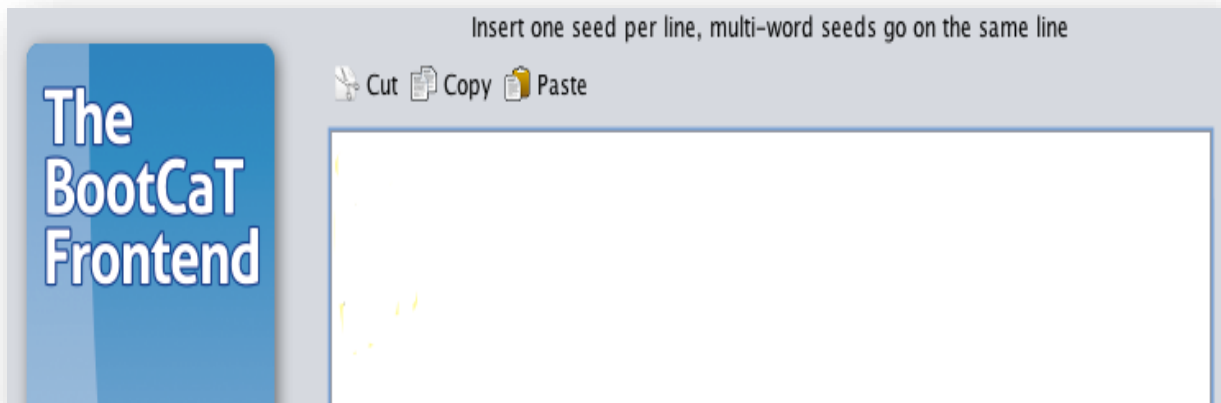 Insert one seed per line, multi-word seeds go on the same line
Cut Copy Paste
The
BootCaT
Frontend